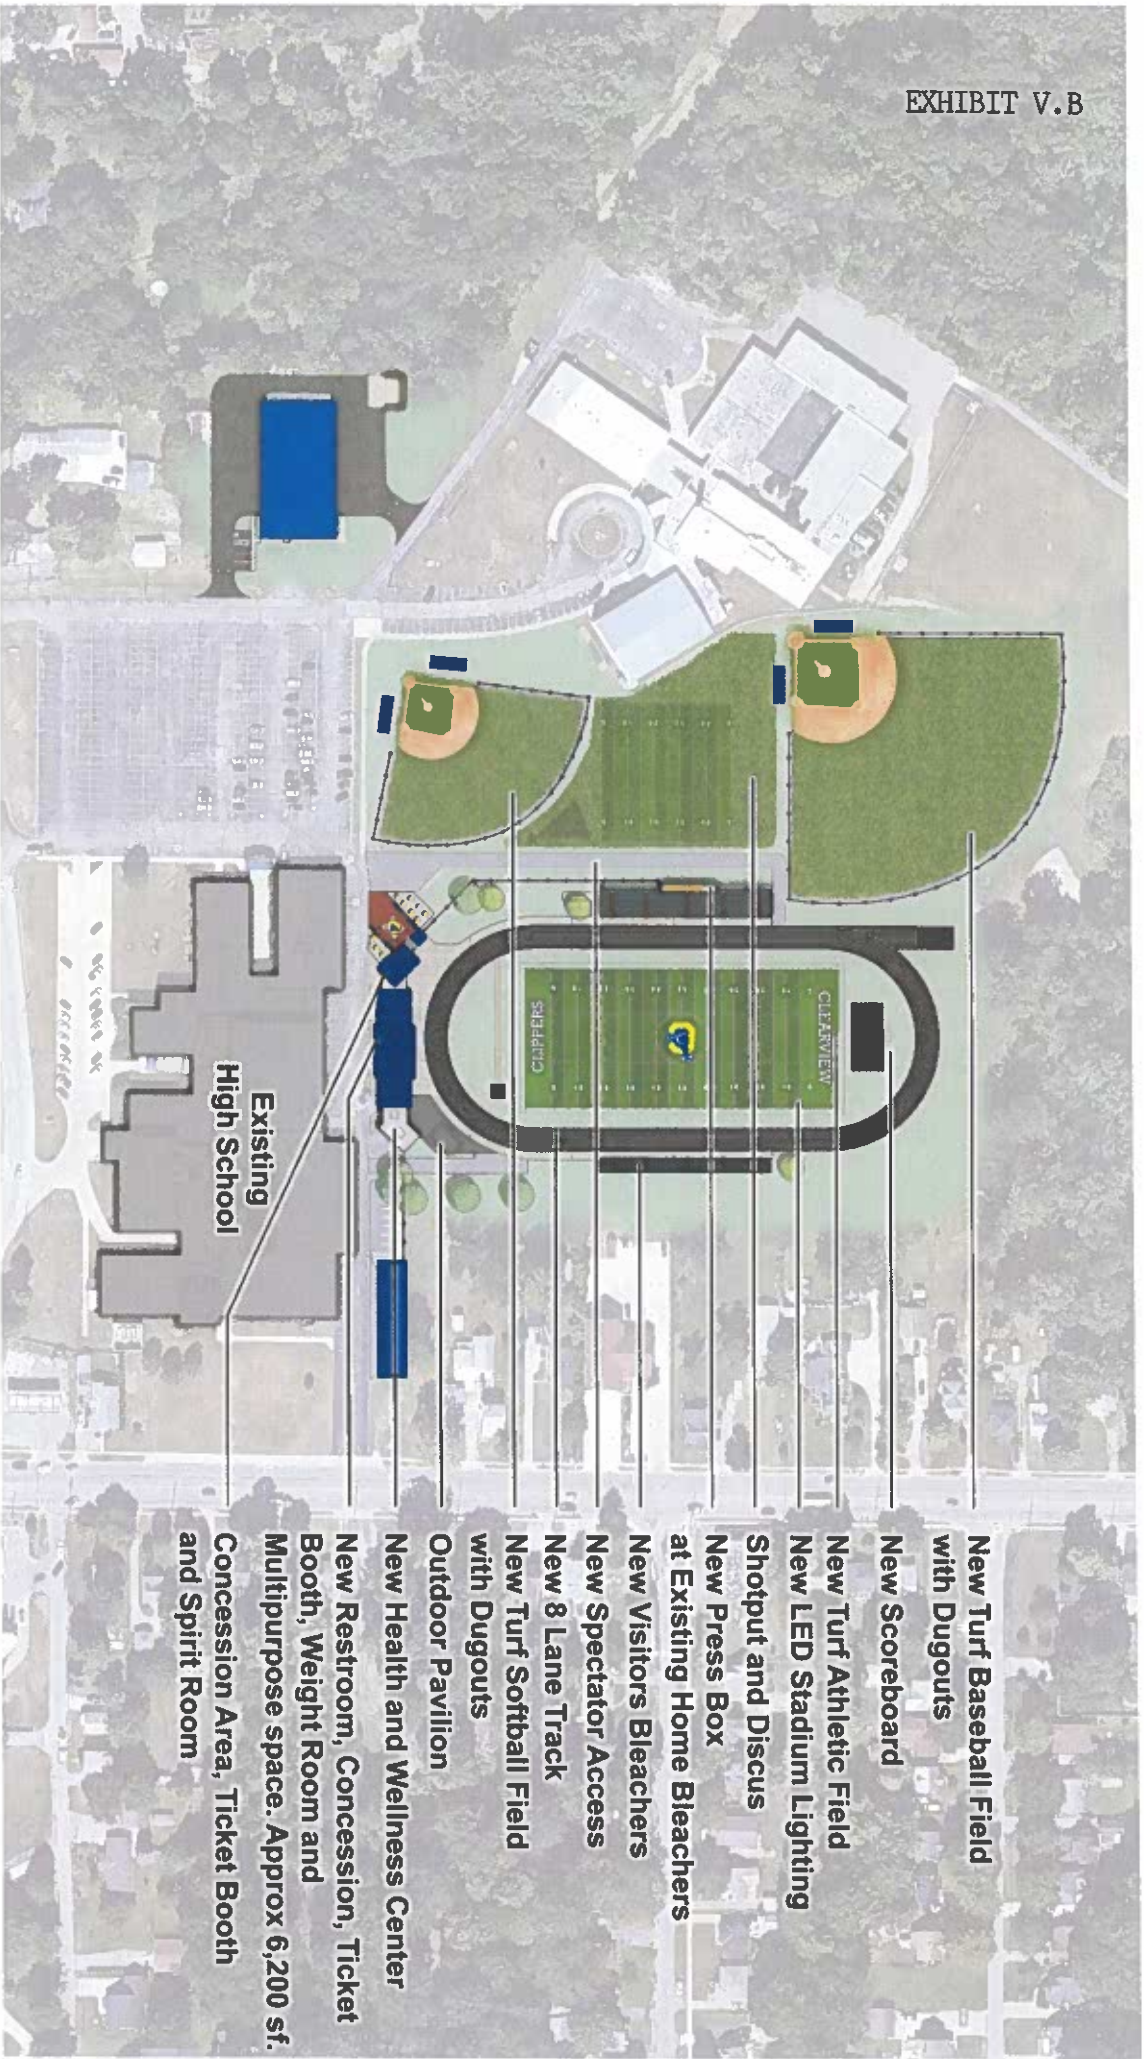 EXHIBIT V.B
New Turf Baseball Field
with Dugouts
New Scoreboard
New Turf Athletic Field
New LED Stadium Lighting
Shotput and Discus
New Press Box
at Existing Home Bleachers
New Visitors Bleachers
New Spectator Access
New 8 Lane Track
New Turf Softball Field
with Dugouts
Outdoor Pavilion
New Health and Wellness Center
New Restroom, Concession, Ticket
Booth, Weight Room and
Multipurpose space. Approx 6,200 sf.
Concession Area, Ticket Booth
and Spirit Room
CLEARVIEW
CLIPPERS
Existing
High School